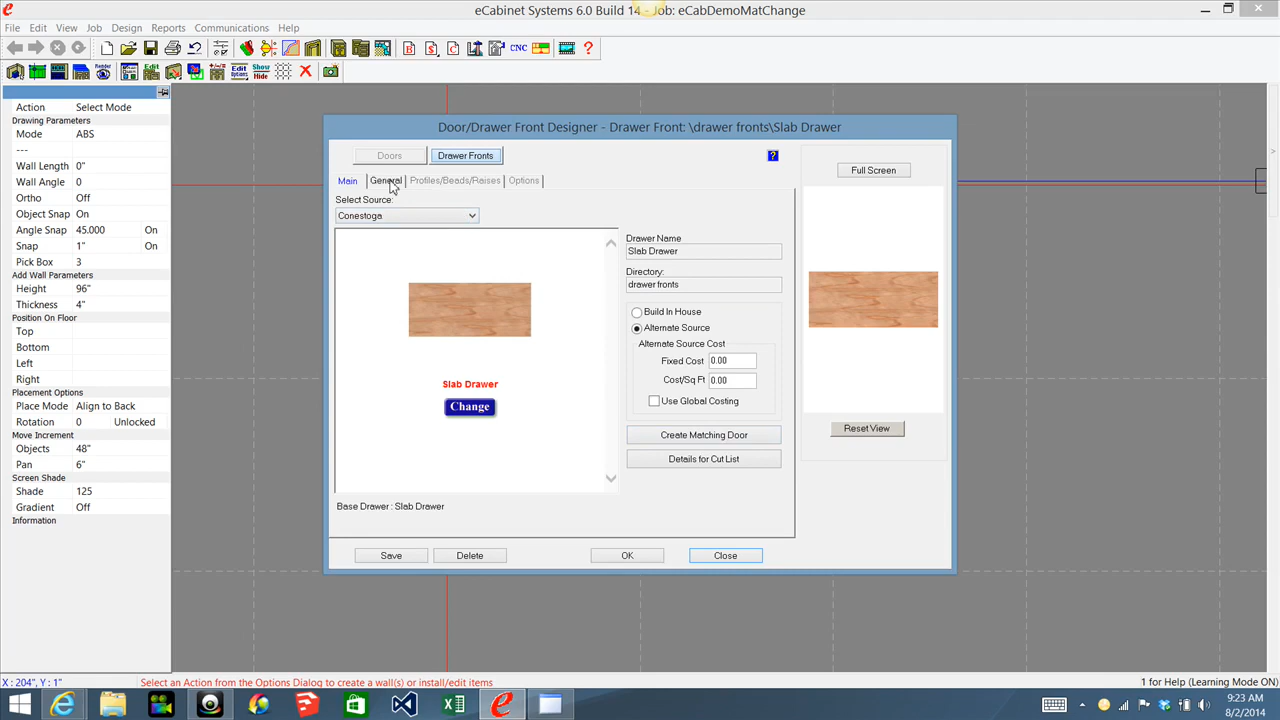 eCabinet Systems 6.0 Build 14 - Job: eCabDemoMatChange
File Edit View Job Design Reports Communications Help
B $ C CNC ?
Render Edit Edit Options Show Hide
Action Select Mode
Drawing Parameters
Mode ABS
---
Wall Length 0"
Wall Angle 0
Ortho Off
Object Snap On
Angle Snap 45.000 On
Snap 1" On
Pick Box 3
Add Wall Parameters
Height 96"
Thickness 4"
Position On Floor
Top
Bottom
Left
Right
Placement Options
Place Mode Align to Back
Rotation 0 Unlocked
Move Increment
Objects 48"
Pan 6"
Screen Shade
Shade 125
Gradient Off
Information
Door/Drawer Front Designer - Drawer Front: \drawer fronts\Slab Drawer
Doors Drawer Fronts ?
Main General Profiles/Beads/Raises Options
Select Source:
Conestoga
Slab Drawer
Change
Base Drawer : Slab Drawer
Drawer Name
Slab Drawer
Directory:
drawer fronts
Build In House
Alternate Source
Alternate Source Cost
Fixed Cost 0.00
Cost/Sq Ft 0.00
Use Global Costing
Create Matching Door
Details for Cut List
Full Screen
Reset View
Save Delete OK Close
X : 204", Y : 1" Select an Action from the Options Dialog to create a wall(s) or install/edit items 1 for Help (Learning Mode ON)
9:23 AM
8/2/2014